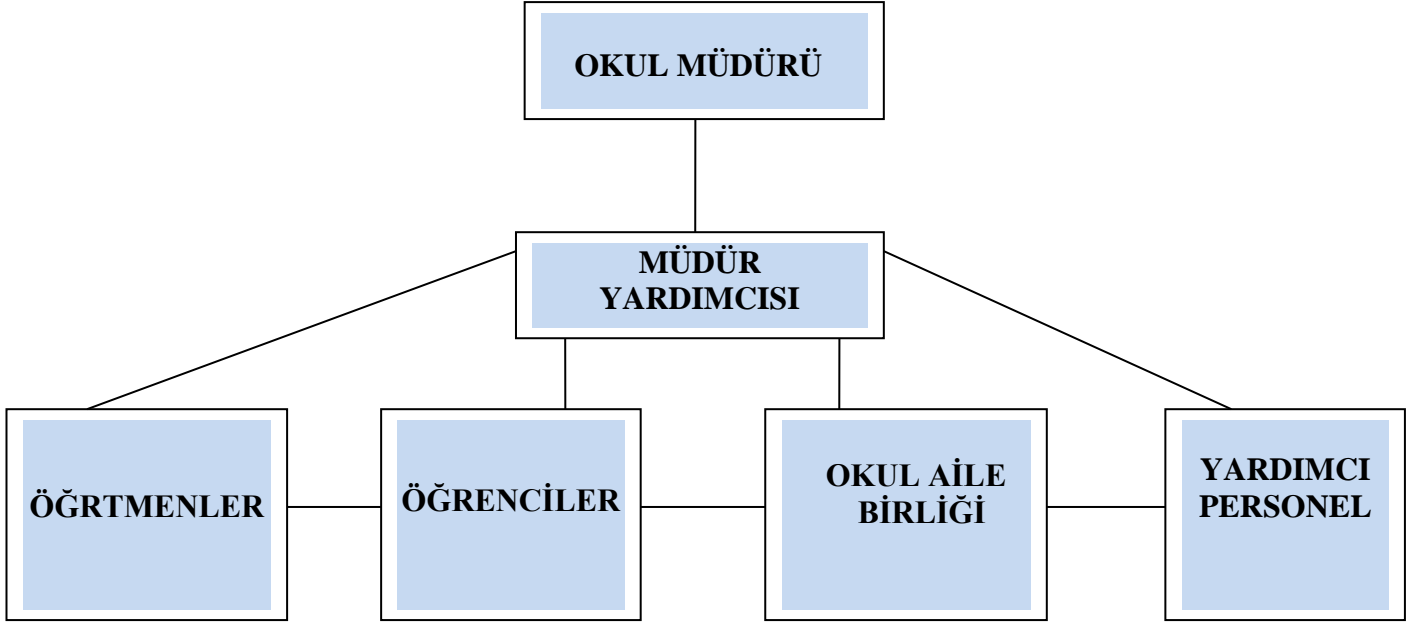 OKUL MÜDÜRÜ
MÜDÜR
YARDIMCISI
ÖĞRTMENLER
ÖĞRENCİLER
OKUL AİLE
BİRLİĞİ
YARDIMCI
PERSONEL